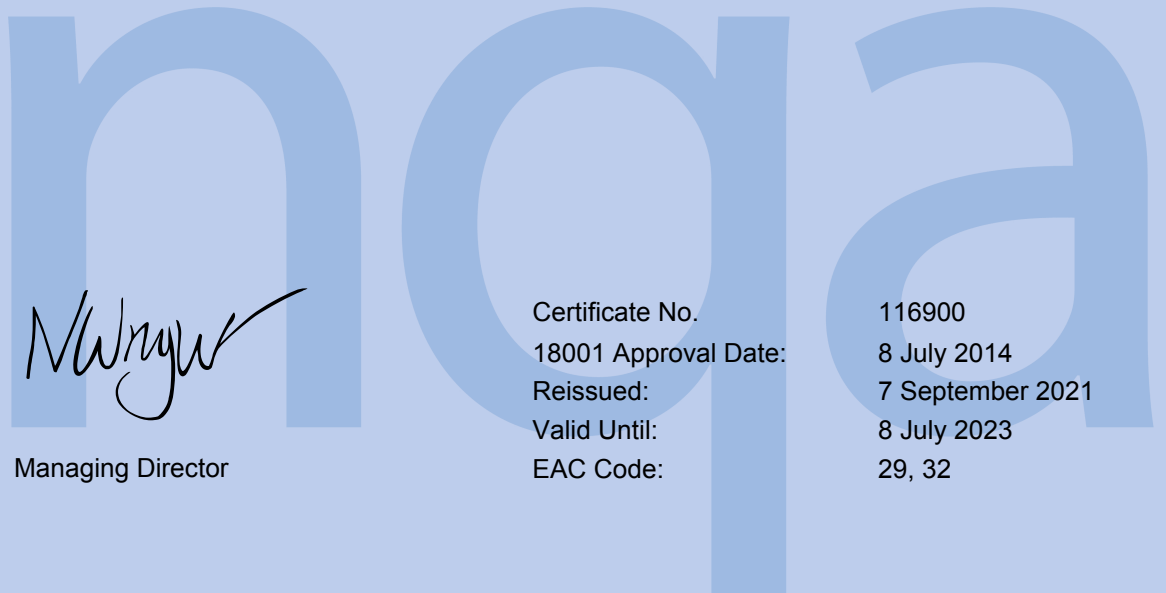 nqa
Certificate No. 116900
18001 Approval Date: 8 July 2014
Reissued: 7 September 2021
Valid Until: 8 July 2023
Managing Director
EAC Code: 29, 32